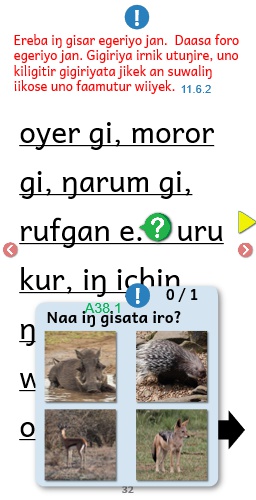 !
Ereba iŋ gisar egeriyo jan. Daasa foro
egeriyo jan. Gigiriya irnik utuŋire, uno
kiligitir gigiriyata jikek an suwaliŋ
iikose uno faamutur wiiyek. 11.6.2
oyer gi, moror
gi, ŋarum gi,
rufgan e. ? uru
kur, iŋ ichin
ŋ
w
o
A38.1 ! 0 / 1
Naa iŋ gisata iro?
32